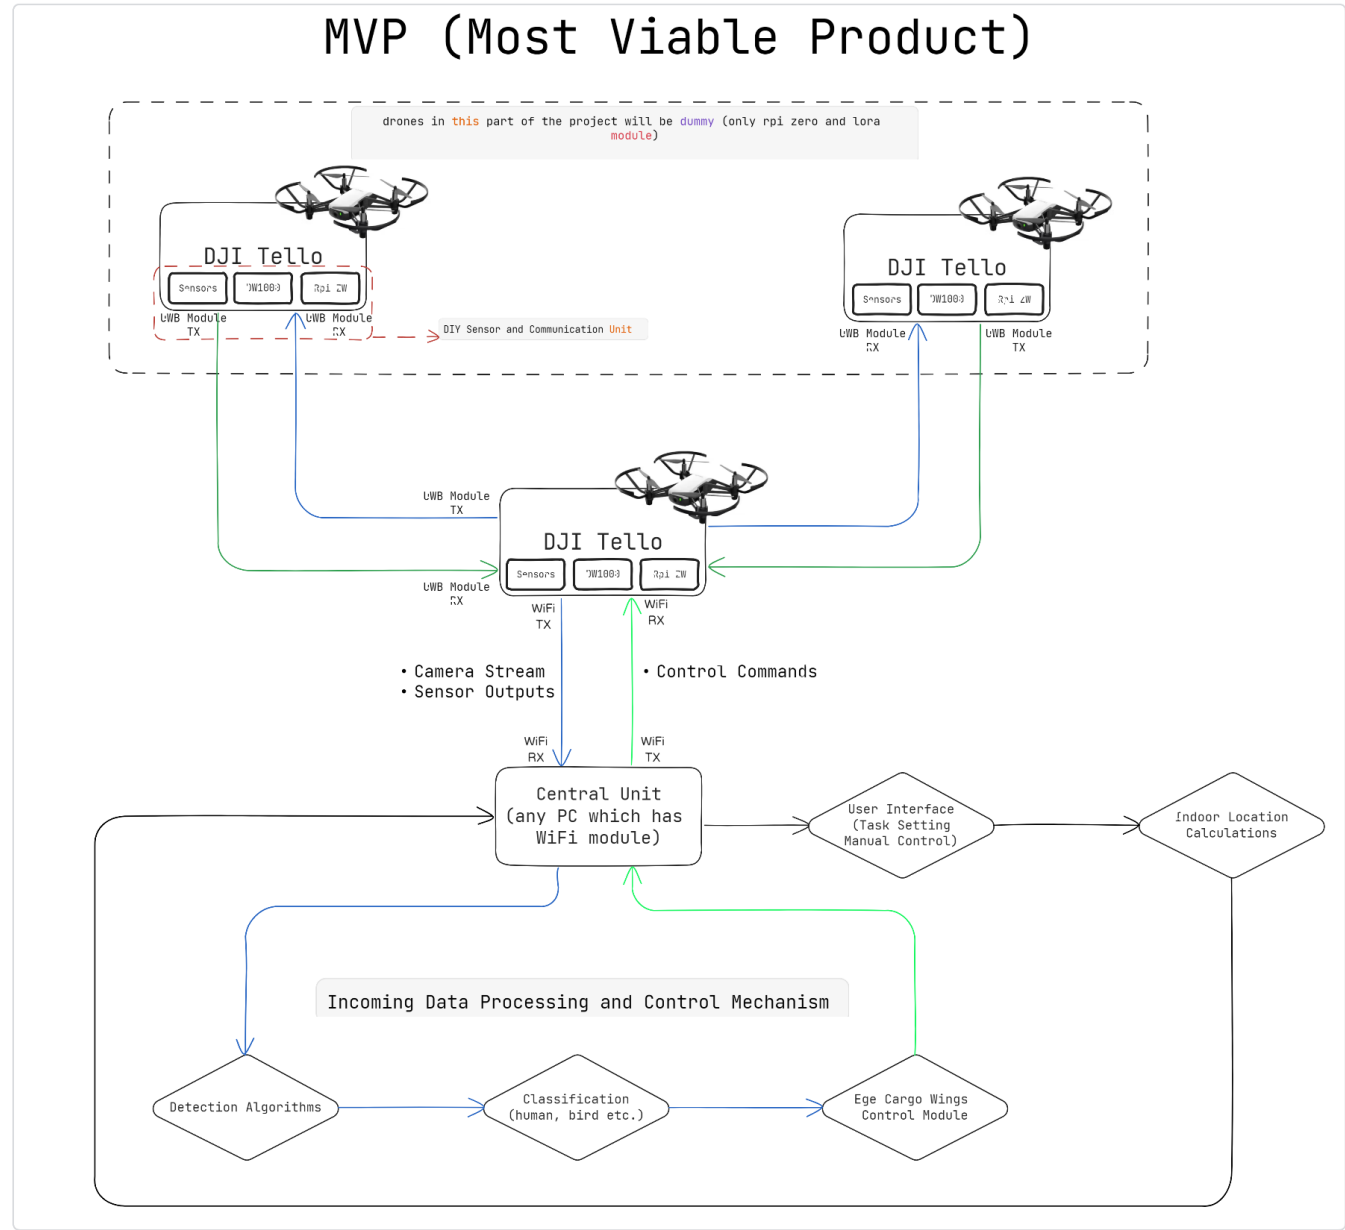 MVP (Most Viable Product)
drones in this part of the project will be dummy (only rpi zero and lora
module)
DJI Tello
Sensors
DW1000
Rpi ZW
UWB Module
TX
UWB Module
RX
DIY Sensor and Communication Unit
DJI Tello
Sensors
DW1000
Rpi ZW
UWB Module
RX
UWB Module
TX
UWB Module
TX
DJI Tello
Sensors
DW1000
Rpi ZW
UWB Module
RX
WiFi
TX
WiFi
RX
• Camera Stream
• Sensor Outputs
• Control Commands
WiFi
RX
WiFi
TX
Central Unit
(any PC which has
WiFi module)
User Interface
(Task Setting
Manual Control)
Indoor Location
Calculations
Incoming Data Processing and Control Mechanism
Detection Algorithms
Classification
(human, bird etc.)
Ege Cargo Wings
Control Module